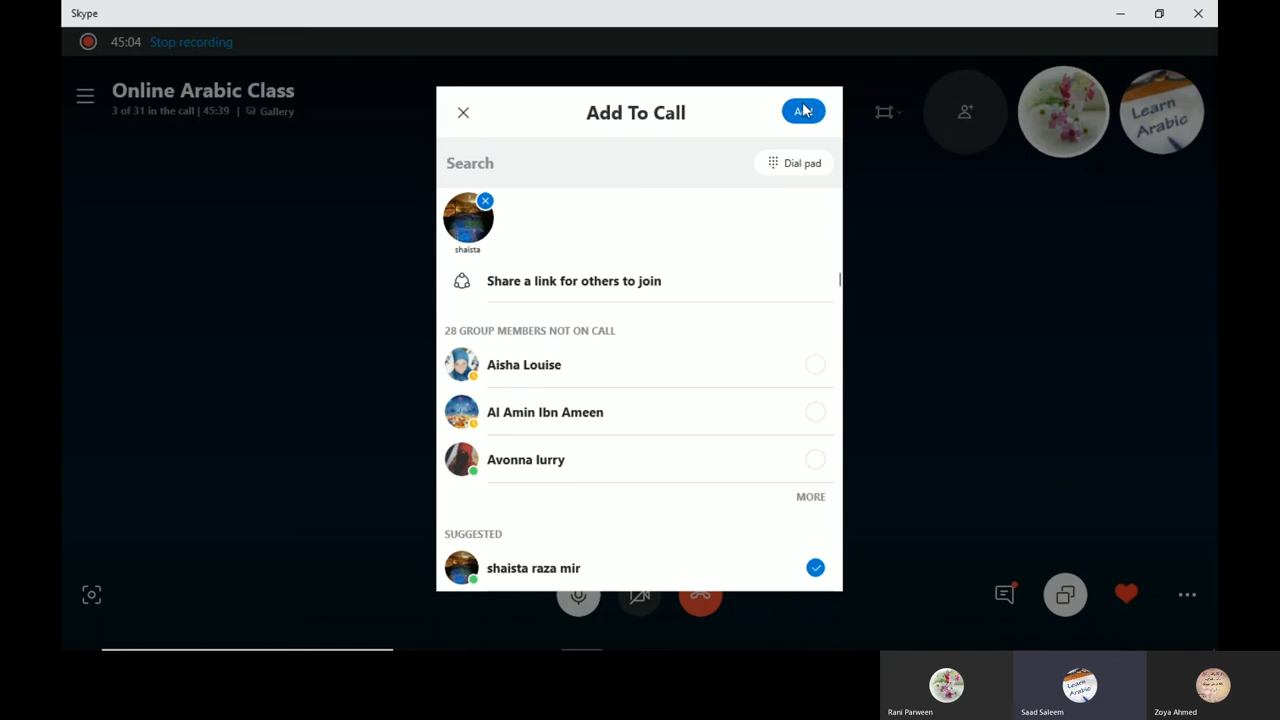 Skype
45:04 Stop recording
Online Arabic Class
3 of 31 in the call | 45:39 | Gallery
Add To Call
Search
Dial pad
shaista
Share a link for others to join
28 GROUP MEMBERS NOT ON CALL
Aisha Louise
Al Amin Ibn Ameen
Avonna lurry
MORE
SUGGESTED
shaista raza mir
Learn
Arabic
Learn
Arabic
Rani Parween
Saad Saleem
Zoya Ahmed